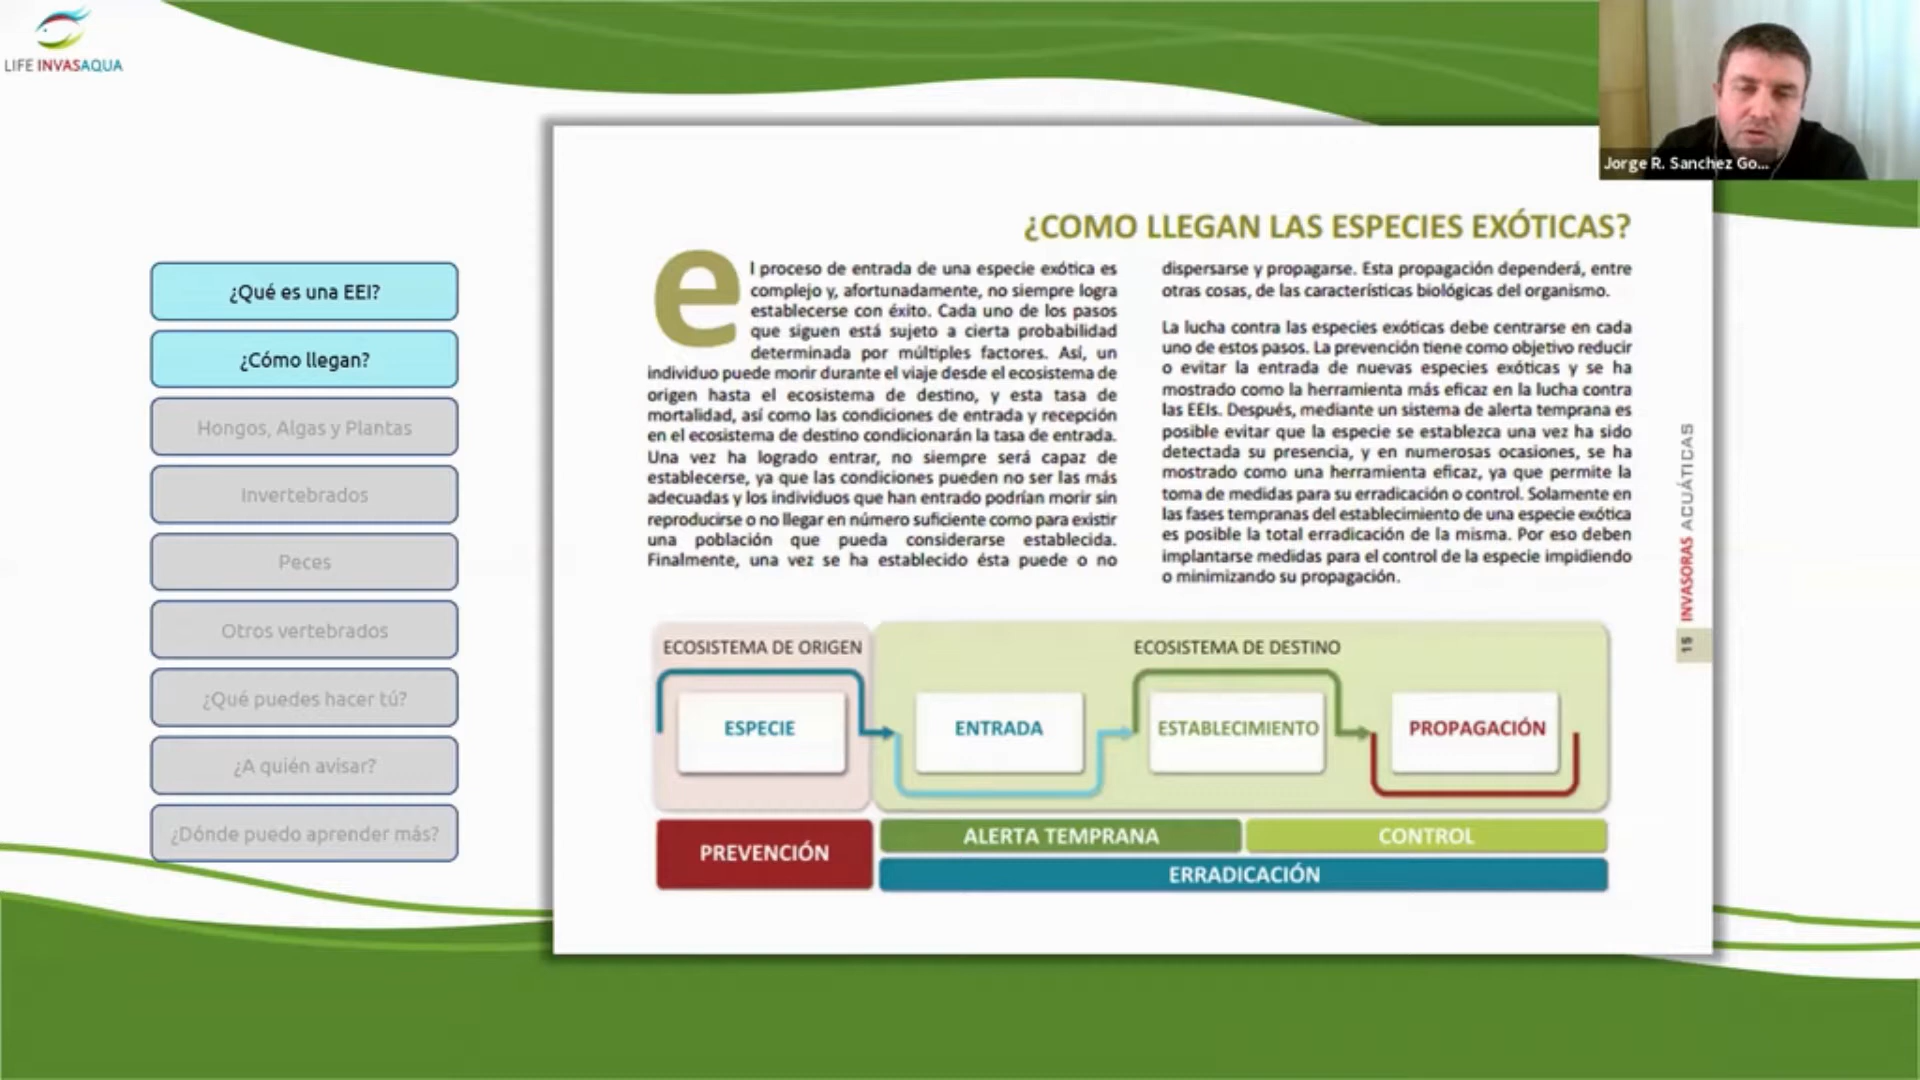 LIFE INVASAQUA
Jorge R. Sanchez Go...
¿Qué es una EEI?
¿Cómo llegan?
Hongos, Algas y Plantas
Invertebrados
Peces
Otros vertebrados
¿Qué puedes hacer tú?
¿A quién avisar?
¿Dónde puedo aprender más?
¿COMO LLEGAN LAS ESPECIES EXÓTICAS?
el proceso de entrada de una especie exótica es
complejo y, afortunadamente, no siempre logra
establecerse con éxito. Cada uno de los pasos
que siguen está sujeto a cierta probabilidad
determinada por múltiples factores. Así, un
individuo puede morir durante el viaje desde el ecosistema de
origen hasta el ecosistema de destino, y esta tasa de
mortalidad, así como las condiciones de entrada y recepción
en el ecosistema de destino condicionarán la tasa de entrada.
Una vez ha logrado entrar, no siempre será capaz de
establecerse, ya que las condiciones pueden no ser las más
adecuadas y los individuos que han entrado podrían morir sin
reproducirse o no llegar en número suficiente como para existir
una población que pueda considerarse establecida.
Finalmente, una vez se ha establecido ésta puede o no
dispersarse y propagarse. Esta propagación dependerá, entre
otras cosas, de las características biológicas del organismo.
La lucha contra las especies exóticas debe centrarse en cada
uno de estos pasos. La prevención tiene como objetivo reducir
o evitar la entrada de nuevas especies exóticas y se ha
mostrado como la herramienta más eficaz en la lucha contra
las EEIs. Después, mediante un sistema de alerta temprana es
posible evitar que la especie se establezca una vez ha sido
detectada su presencia, y en numerosas ocasiones, se ha
mostrado como una herramienta eficaz, ya que permite la
toma de medidas para su erradicación o control. Solamente en
las fases tempranas del establecimiento de una especie exótica
es posible la total erradicación de la misma. Por eso deben
implantarse medidas para el control de la especie impidiendo
o minimizando su propagación.
INVASORAS ACUÁTICAS
15
ECOSISTEMA DE ORIGEN
ECOSISTEMA DE DESTINO
ESPECIE
ENTRADA
ESTABLECIMIENTO
PROPAGACIÓN
PREVENCIÓN
ALERTA TEMPRANA
CONTROL
ERRADICACIÓN